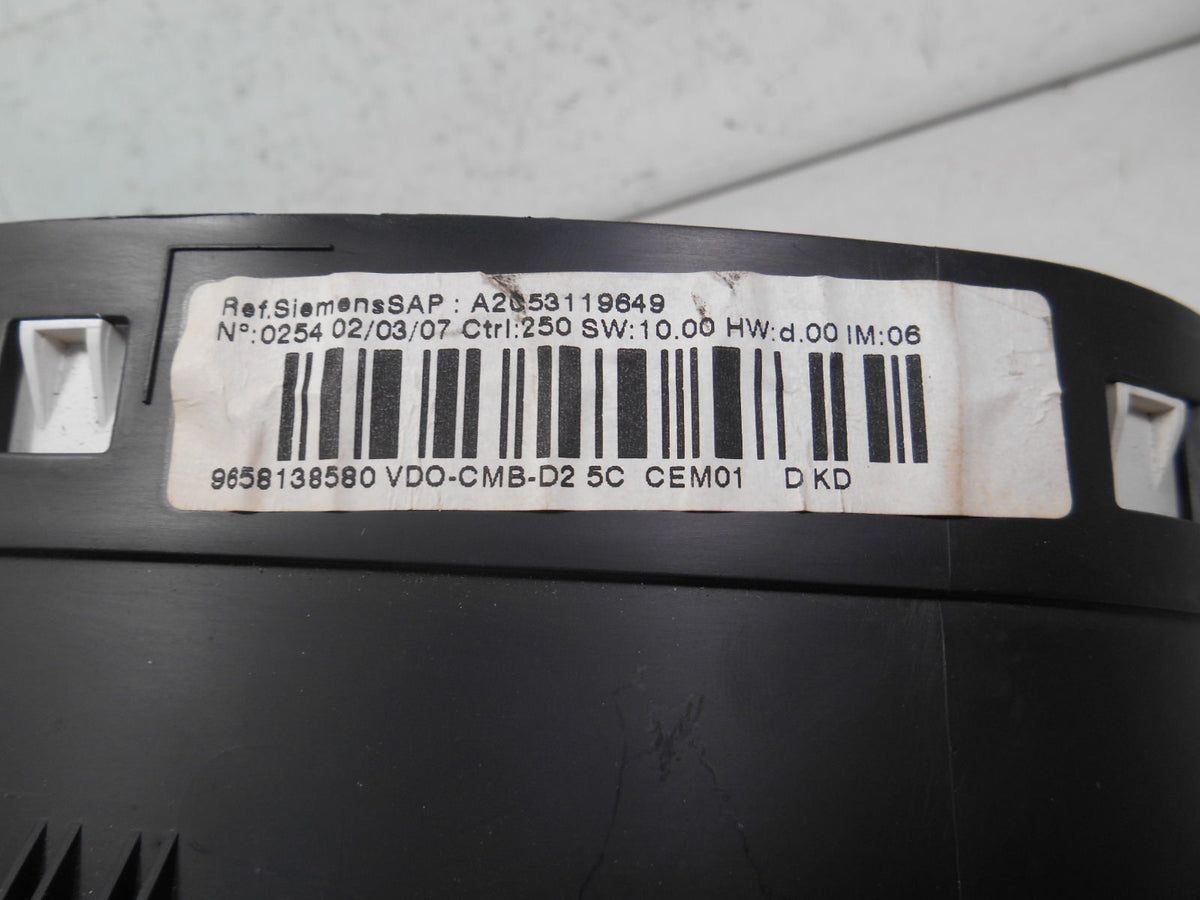 Ref.SiemensSAP : A2C53119649
Nº:0254 02/03/07 Ctrl:250 SW:10.00 HW:d.00 IM:06
9658138580 VDO-CMB-D2 5C CEM01 D KD